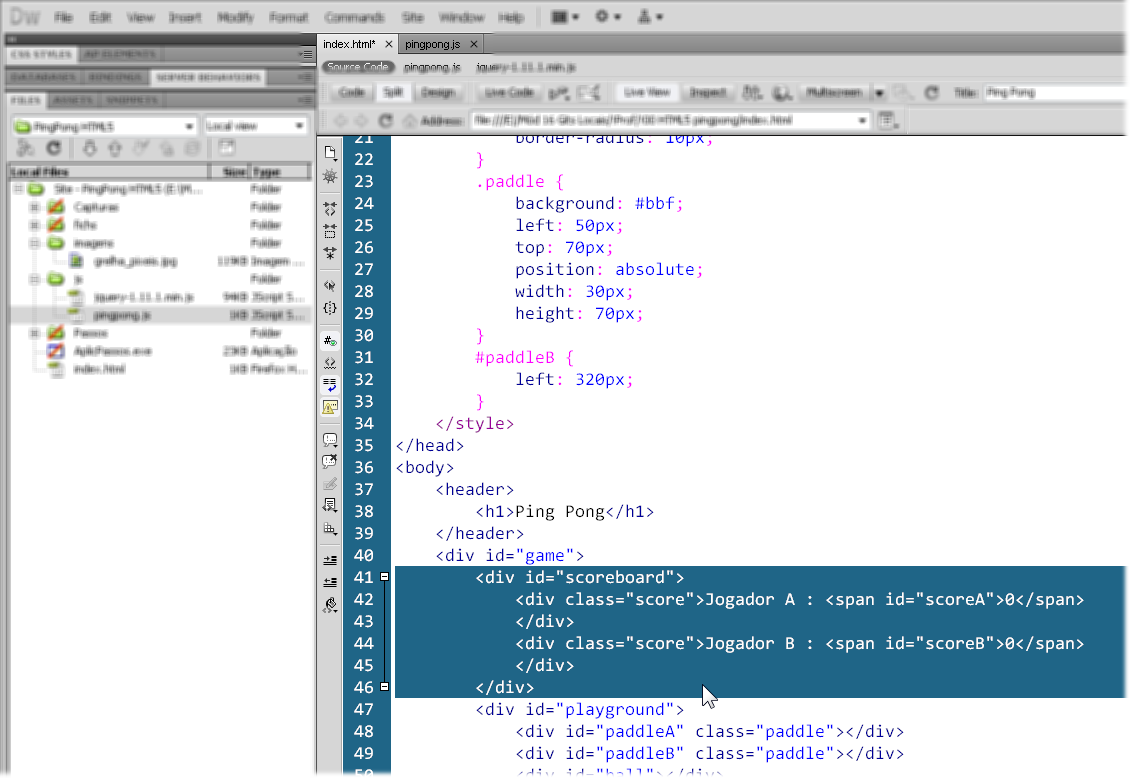 Dw File Edit View Insert Modify Format Commands Site Window Help
CSS STYLES AP ELEMENTS
DATABASES BINDINGS SERVER BEHAVIORS
FILES ASSETS SNIPPETS
PingPong HTML5 Local view
Local Files Size Type
Site - PingPong HTML5 (E:\M... Folder
Capturas Folder
ficha Folder
imagens Folder
grelha_pixeis.jpg Imagem ...
js Folder
jquery-1.11.1.min.js 94KB JScript S...
pingpong.js 1KB JScript S...
Passos Folder
23KB Aplicação
index.html 1KB Firefox H...
index.html* pingpong.js
Source Code pingpong.js jquery-1.11.1.min.js
Code Split Design Live Code Live View Inspect Multiscreen Title: Ping Pong
Address:
21 border-radius: 10px;
22 }
23 .paddle {
24 background: #bbf;
25 left: 50px;
26 top: 70px;
27 position: absolute;
28 width: 30px;
29 height: 70px;
30 }
31 #paddleB {
32 left: 320px;
33 }
34 </style>
35 </head>
36 <body>
37 <header>
38 <h1>Ping Pong</h1>
39 </header>
40 <div id="game">
41 <div id="scoreboard">
42 <div class="score">Jogador A : <span id="scoreA">0</span>
43 </div>
44 <div class="score">Jogador B : <span id="scoreB">0</span>
45 </div>
46 </div>
47 <div id="playground">
48 <div id="paddleA" class="paddle"></div>
49 <div id="paddleB" class="paddle"></div>
50 <div id="ball"></div>